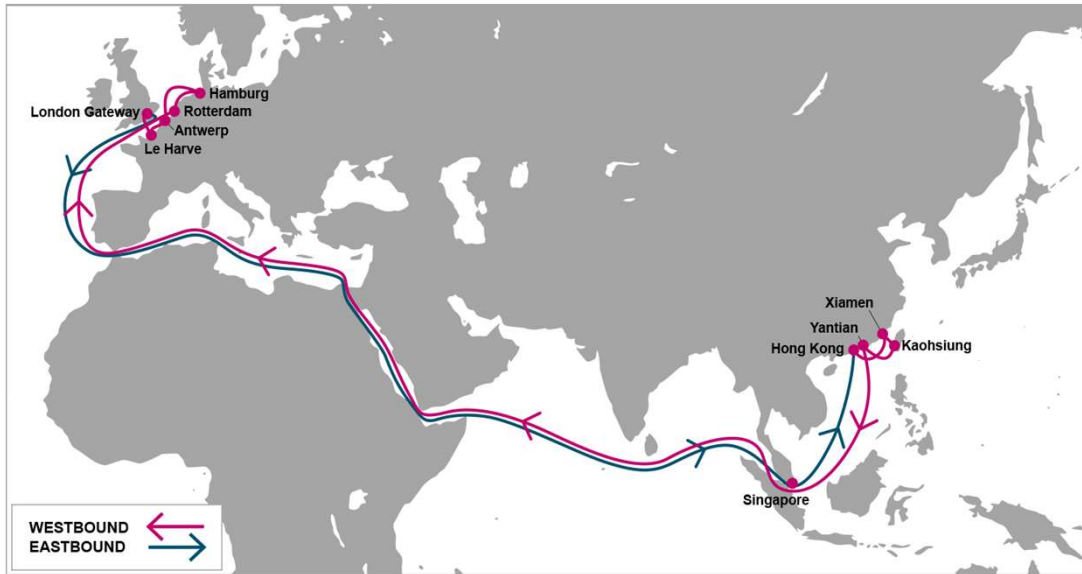 Hamburg
London Gateway
Rotterdam
Antwerp
Le Harve
Xiamen
Yantian
Hong Kong
Kaohsiung
Singapore
WESTBOUND
EASTBOUND